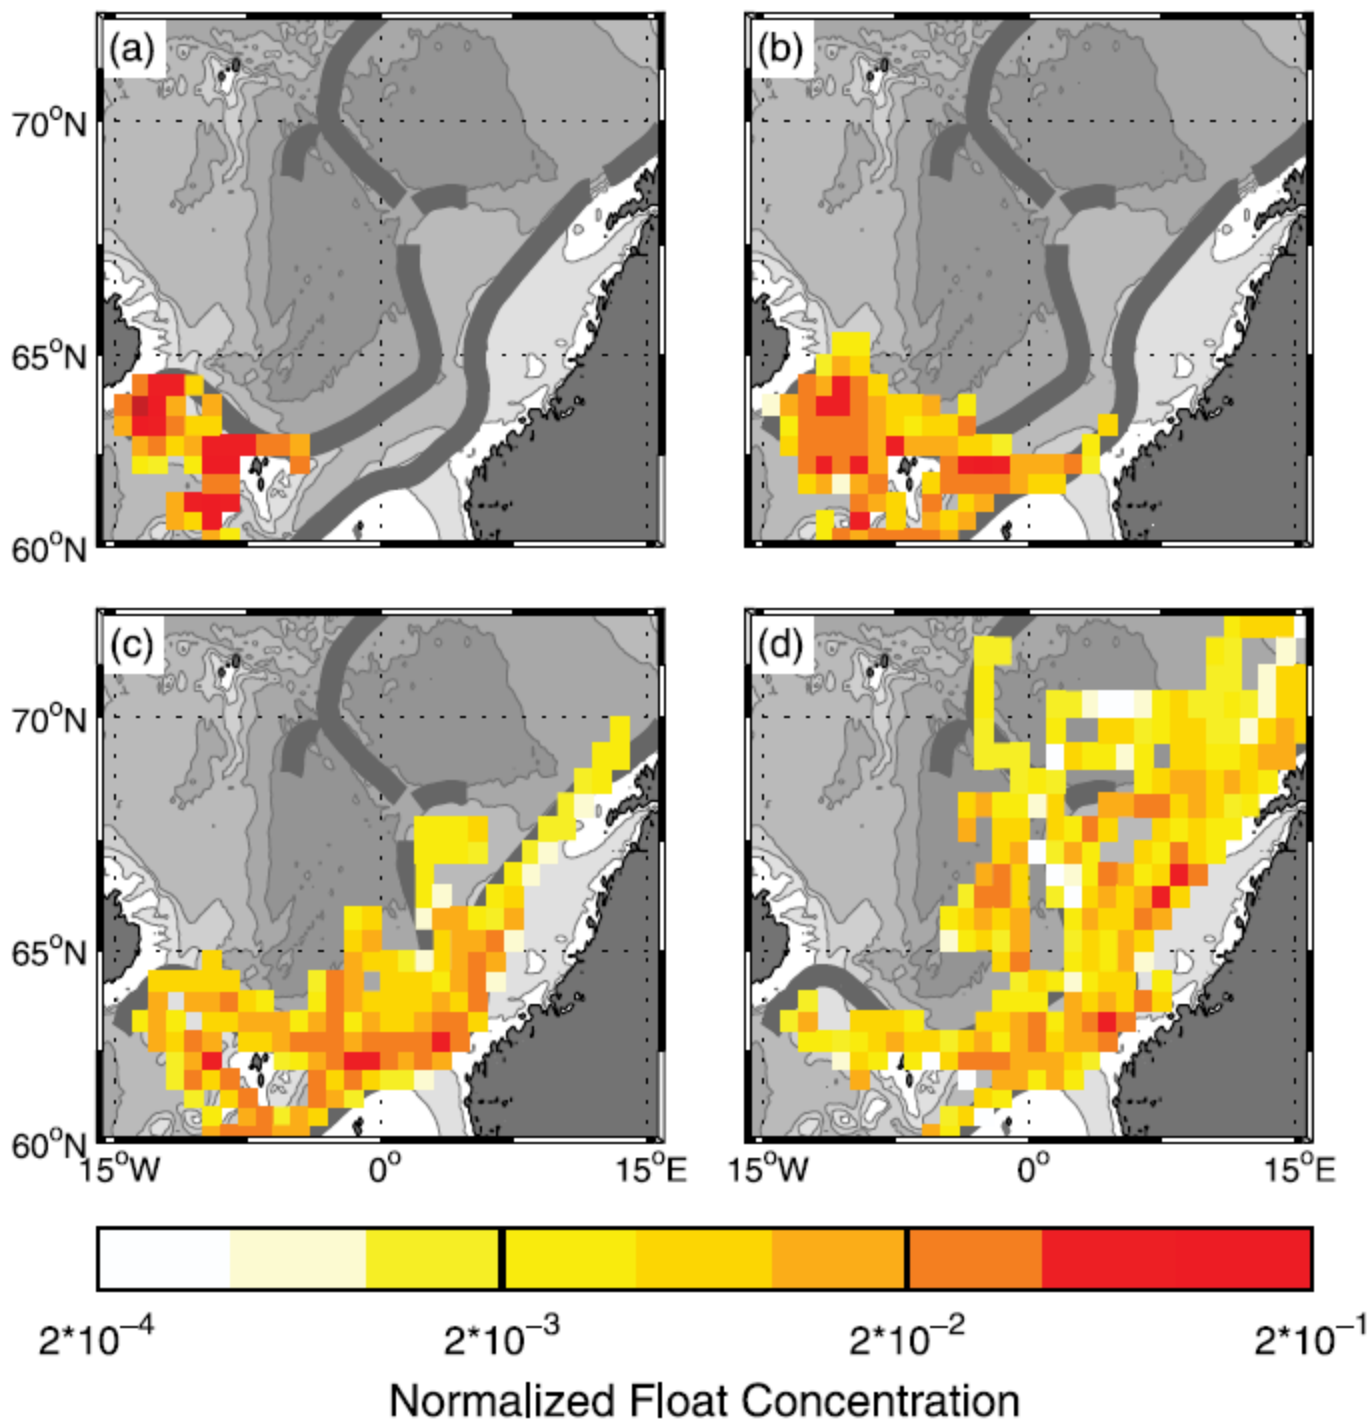 (a)
(b)
70°N
65°N
60°N
(c)
(d)
70°N
65°N
60°N
15°W
0°
15°E
15°W
0°
15°E
2*10⁻⁴
2*10⁻³
2*10⁻²
2*10⁻¹
Normalized Float Concentration